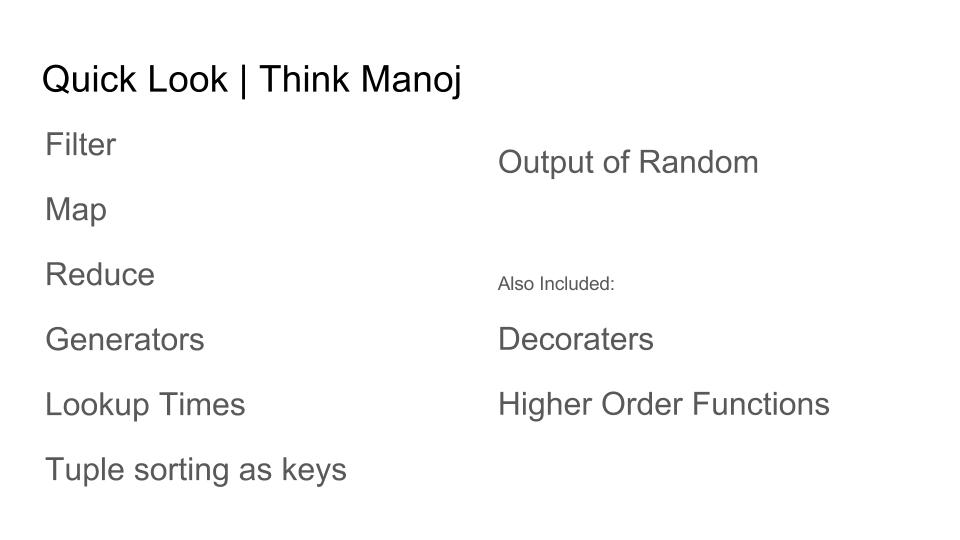 Quick Look | Think Manoj
Filter
Map
Reduce
Generators
Lookup Times
Tuple sorting as keys
Output of Random
Also Included:
Decoraters
Higher Order Functions